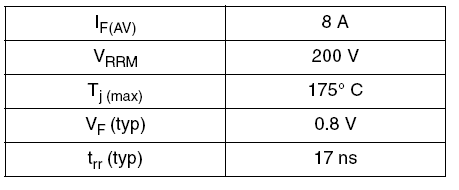 IF(AV) 8 A
VRRM 200 V
Tj (max) 175° C
VF (typ) 0.8 V
trr (typ) 17 ns